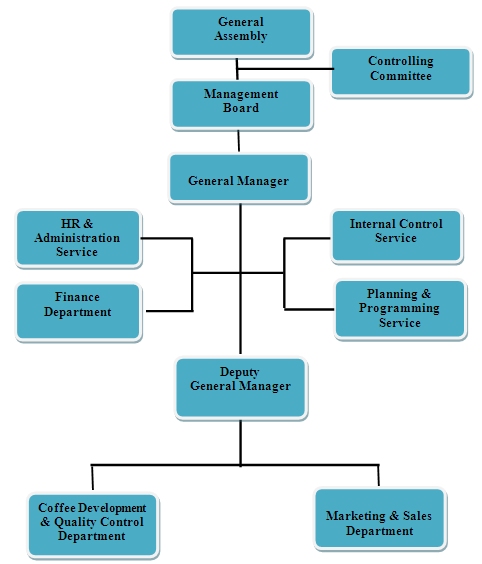 General
Assembly
Controlling
Committee
Management
Board
General Manager
HR &
Administration
Service
Internal Control
Service
Finance
Department
Planning &
Programming
Service
Deputy
General Manager
Coffee Development
& Quality Control
Department
Marketing & Sales
Department